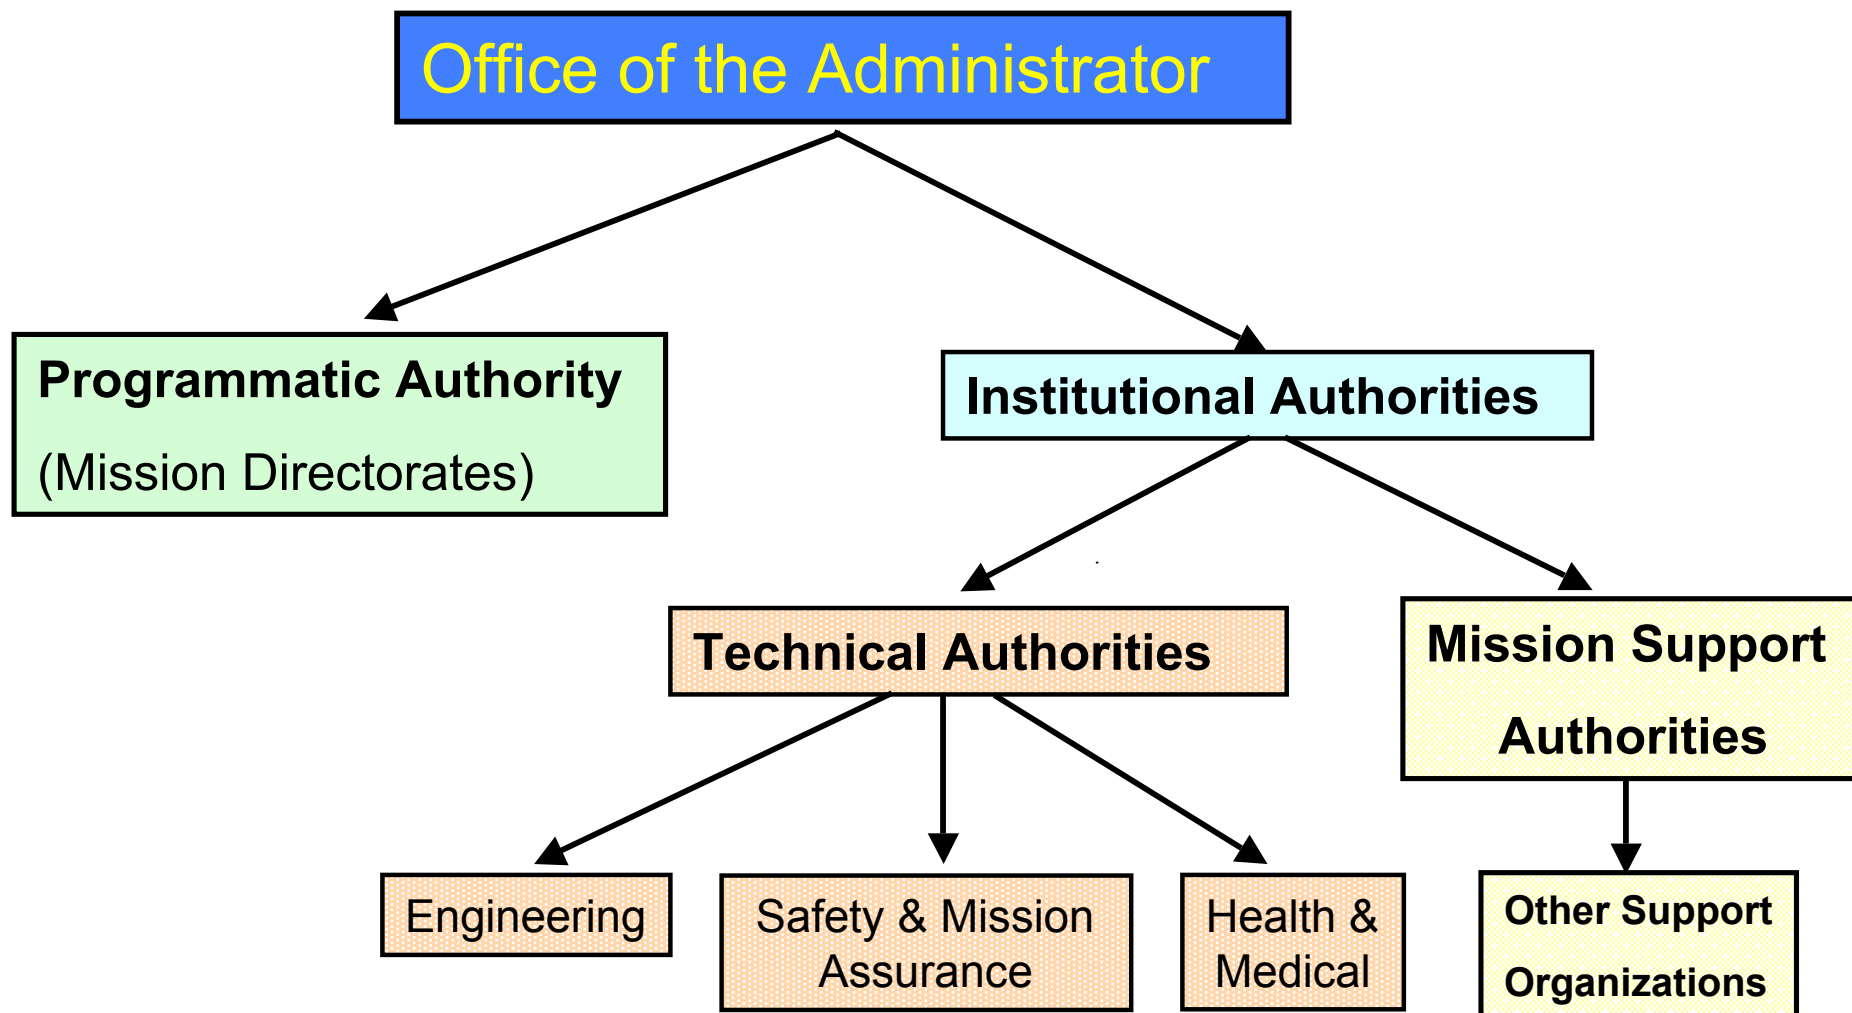 Office of the Administrator
Programmatic Authority
(Mission Directorates)
Institutional Authorities
Technical Authorities
Mission Support
Authorities
Engineering
Safety & Mission
Assurance
Health &
Medical
Other Support
Organizations